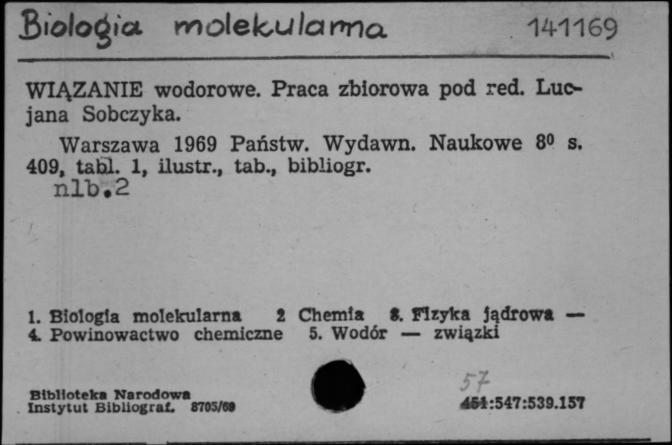 Biologia molekularna 141169
WIĄZANIE wodorowe. Praca zbiorowa pod red. Luc-
jana Sobczyka.
Warszawa 1969 Państw. Wydawn. Naukowe 8⁰ s.
409, tabl. 1, ilustr., tab., bibliogr.
nlb.2
1. Biologia molekularna 2 Chemia 3. Fizyka jądrowa —
4. Powinowactwo chemiczne 5. Wodór — związki
57
Biblioteka Narodowa
Instytut Bibliograf. 8705/69 :547:539.157